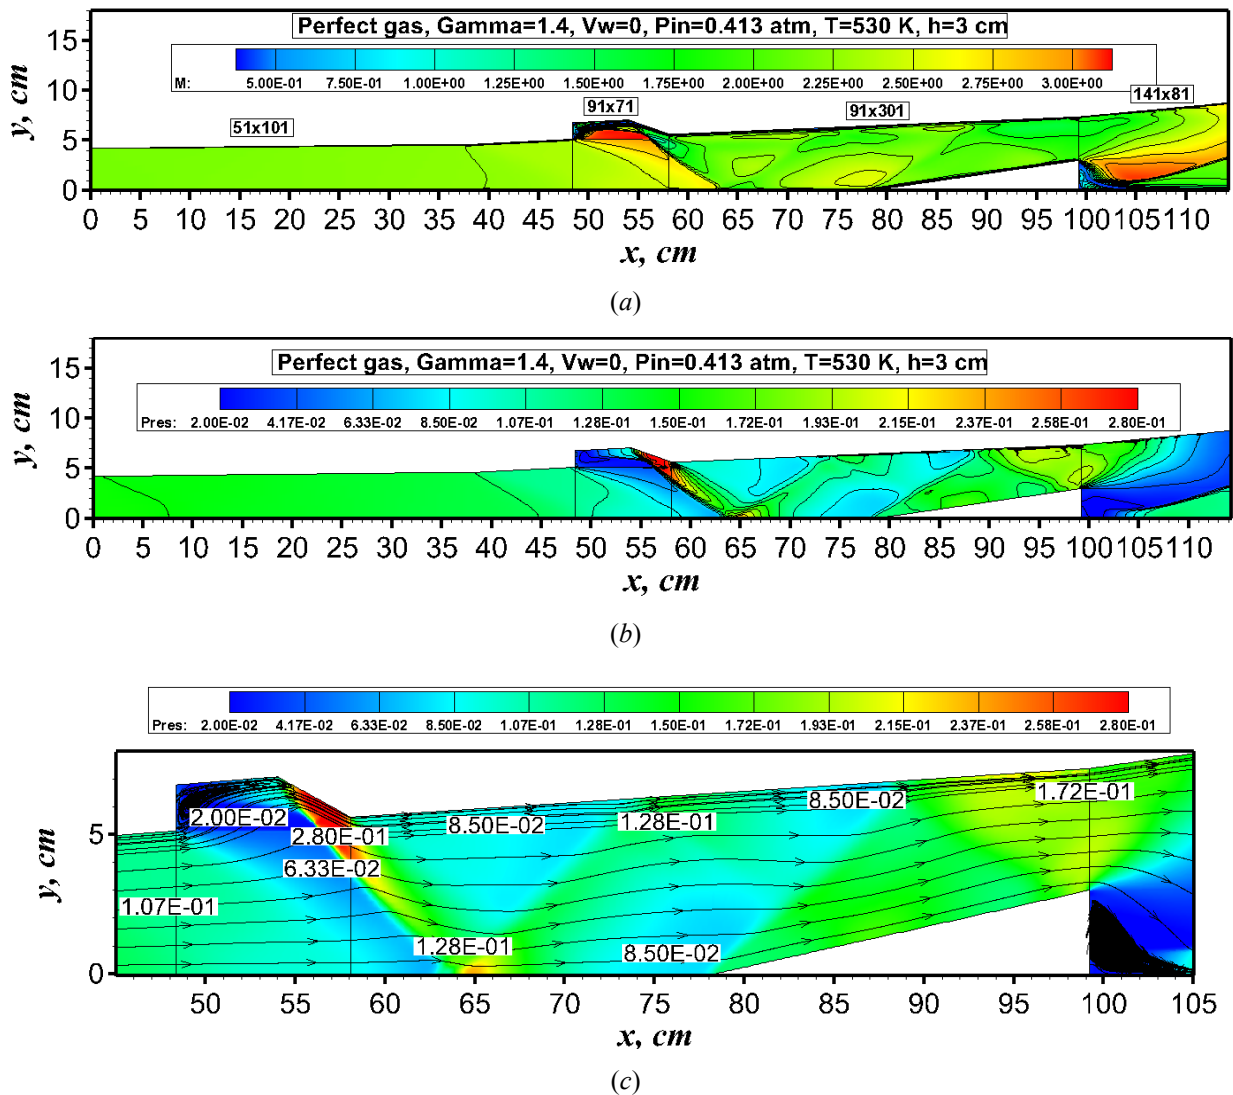 Perfect gas, Gamma=1.4, Vw=0, Pin=0.413 atm, T=530 K, h=3 cm
M: 5.00E-01 7.50E-01 1.00E+00 1.25E+00 1.50E+00 1.75E+00 2.00E+00 2.25E+00 2.50E+00 2.75E+00 3.00E+00
51x101 91x71 91x301 141x81
15
10
5
0
y, cm
0 5 10 15 20 25 30 35 40 45 50 55 60 65 70 75 80 85 90 95 100 105 110
x, cm
(a)
Perfect gas, Gamma=1.4, Vw=0, Pin=0.413 atm, T=530 K, h=3 cm
Pres: 2.00E-02 4.17E-02 6.33E-02 8.50E-02 1.07E-01 1.28E-01 1.50E-01 1.72E-01 1.93E-01 2.15E-01 2.37E-01 2.58E-01 2.80E-01
15
10
5
0
y, cm
0 5 10 15 20 25 30 35 40 45 50 55 60 65 70 75 80 85 90 95 100 105 110
x, cm
(b)
Pres: 2.00E-02 4.17E-02 6.33E-02 8.50E-02 1.07E-01 1.28E-01 1.50E-01 1.72E-01 1.93E-01 2.15E-01 2.37E-01 2.58E-01 2.80E-01
5
0
y, cm
2.00E-02
2.80E-01
8.50E-02
1.28E-01
8.50E-02
1.72E-01
6.33E-02
1.07E-01
1.28E-01
8.50E-02
50 55 60 65 70 75 80 85 90 95 100 105
x, cm
(c)